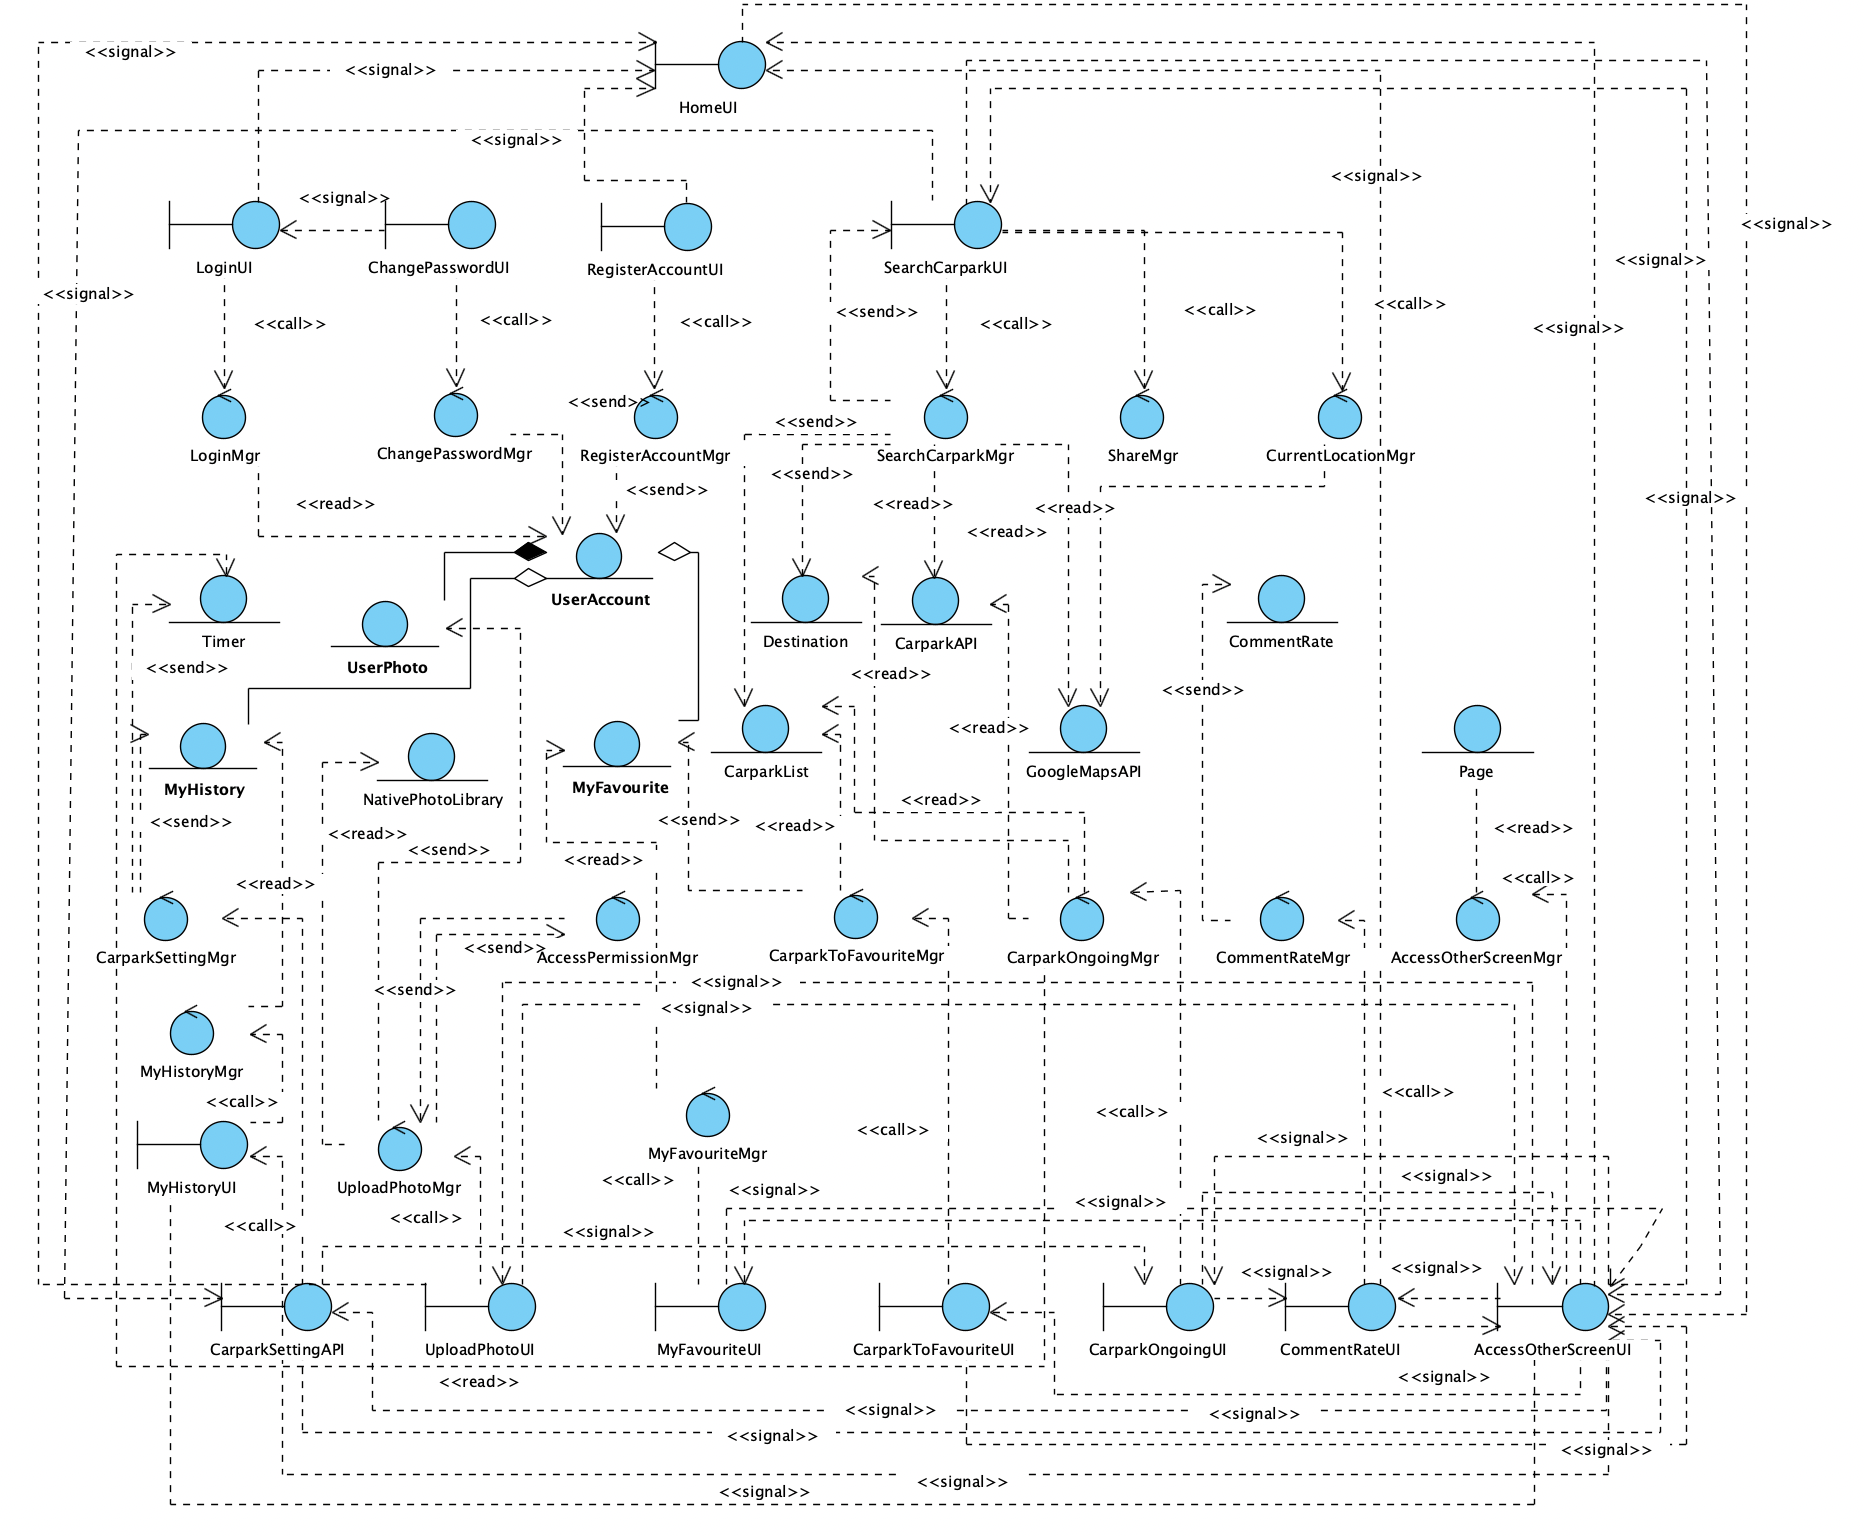 <<signal>>
<<signal>>
HomeUI
<<signal>>
<<signal>>
<<signal>>
<<signal>>
<<signal>>
LoginUI
ChangePasswordUI
RegisterAccountUI
SearchCarparkUI
<<signal>>
<<signal>>
<<call>>
<<call>>
<<call>>
<<send>>
<<call>>
<<call>>
<<call>>
<<signal>>
<<send>>
<<send>>
LoginMgr
ChangePasswordMgr
RegisterAccountMgr
SearchCarparkMgr
ShareMgr
CurrentLocationMgr
<<send>>
<<read>>
<<send>>
<<read>>
<<read>>
<<signal>>
<<read>>
UserAccount
Timer
UserPhoto
Destination
CarparkAPI
CommentRate
<<send>>
<<read>>
<<send>>
<<read>>
MyHistory
NativePhotoLibrary
MyFavourite
CarparkList
GoogleMapsAPI
Page
<<send>>
<<read>>
<<send>>
<<send>>
<<read>>
<<read>>
<<read>>
<<read>>
<<read>>
<<call>>
CarparkSettingMgr
<<send>>
AccessPermissionMgr
CarparkToFavouriteMgr
CarparkOngoingMgr
CommentRateMgr
AccessOtherScreenMgr
<<send>>
<<signal>>
<<signal>>
MyHistoryMgr
<<call>>
<<call>>
<<call>>
<<call>>
<<signal>>
MyHistoryUI
UploadPhotoMgr
MyFavouriteMgr
<<call>>
<<signal>>
<<signal>>
<<signal>>
<<call>>
<<call>>
<<signal>>
<<signal>>
<<signal>>
CarparkSettingAPI
UploadPhotoUI
MyFavouriteUI
CarparkToFavouriteUI
CarparkOngoingUI
CommentRateUI
AccessOtherScreenUI
<<read>>
<<signal>>
<<signal>>
<<signal>>
<<signal>>
<<signal>>
<<signal>>
<<signal>>